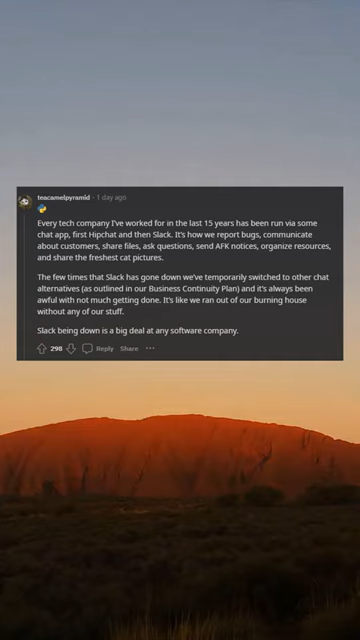 teacamelpyramid · 1 day ago
Every tech company I've worked for in the last 15 years has been run via some
chat app, first Hipchat and then Slack. It's how we report bugs, communicate
about customers, share files, ask questions, send AFK notices, organize resources,
and share the freshest cat pictures.
The few times that Slack has gone down we've temporarily switched to other chat
alternatives (as outlined in our Business Continuity Plan) and it's always been
awful with not much getting done. It's like we ran out of our burning house
without any of our stuff.
Slack being down is a big deal at any software company.
298 Reply Share ···